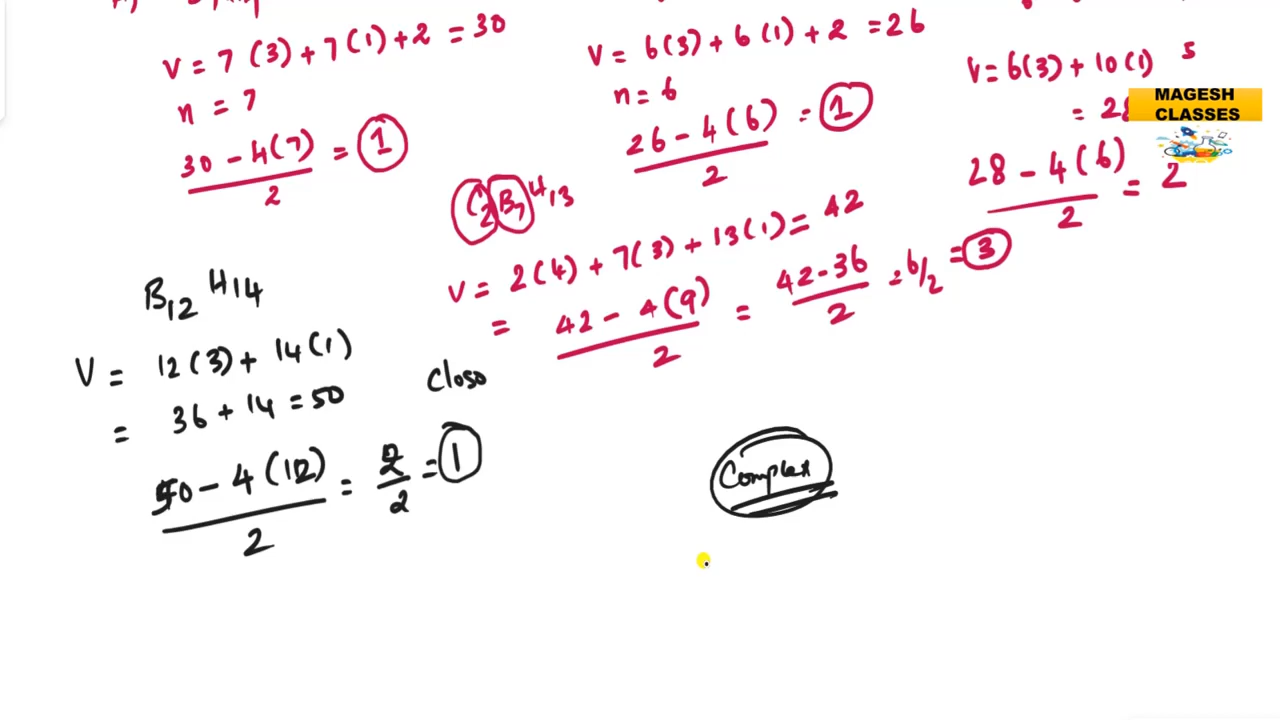 V = 7(3) + 7(1) + 2 = 30
n = 7
30 - 4(7) / 2 = 1
V = 6(3) + 6(1) + 2 = 26
n = 6
26 - 4(6) / 2 = 1
V = 6(3) + 10(1)
= 28
28 - 4(6) / 2 = 2
MAGESH
CLASSES
C2B7H13
V = 2(4) + 7(3) + 13(1) = 42
= 42 - 4(9) / 2 = 42 - 36 / 2 = 6/2 = 3
B12H14
V = 12(3) + 14(1)
= 36 + 14 = 50
closo
50 - 4(12) / 2 = 2/2 = 1
Complex